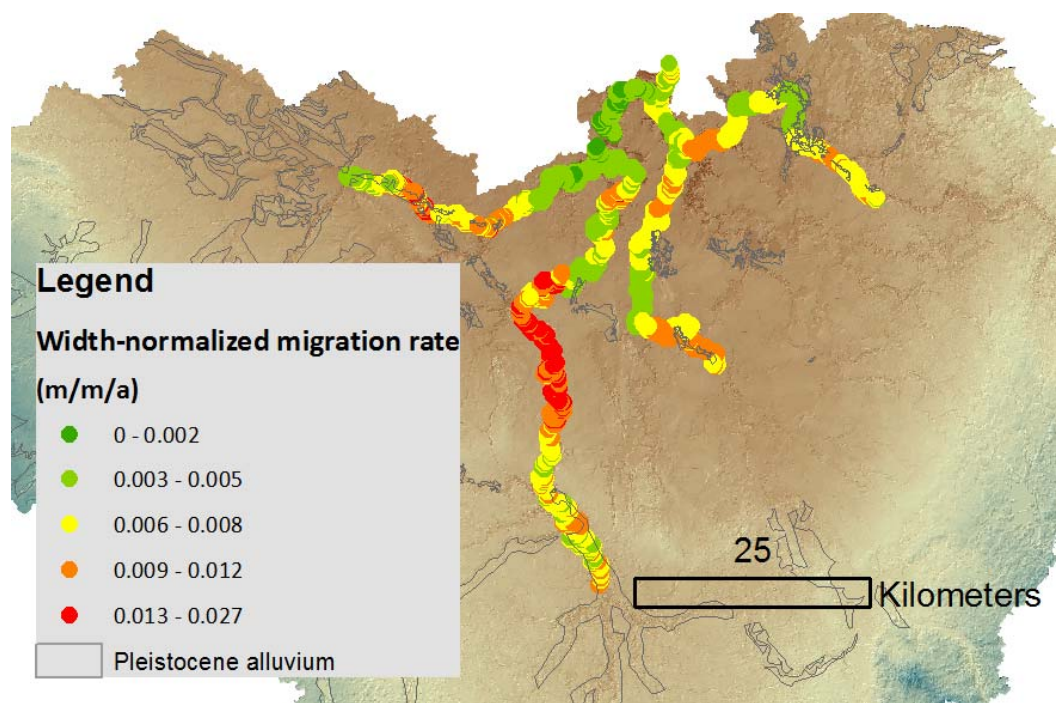 Legend
Width-normalized migration rate
(m/m/a)
0 - 0.002
0.003 - 0.005
0.006 - 0.008
0.009 - 0.012
0.013 - 0.027
Pleistocene alluvium
25
Kilometers